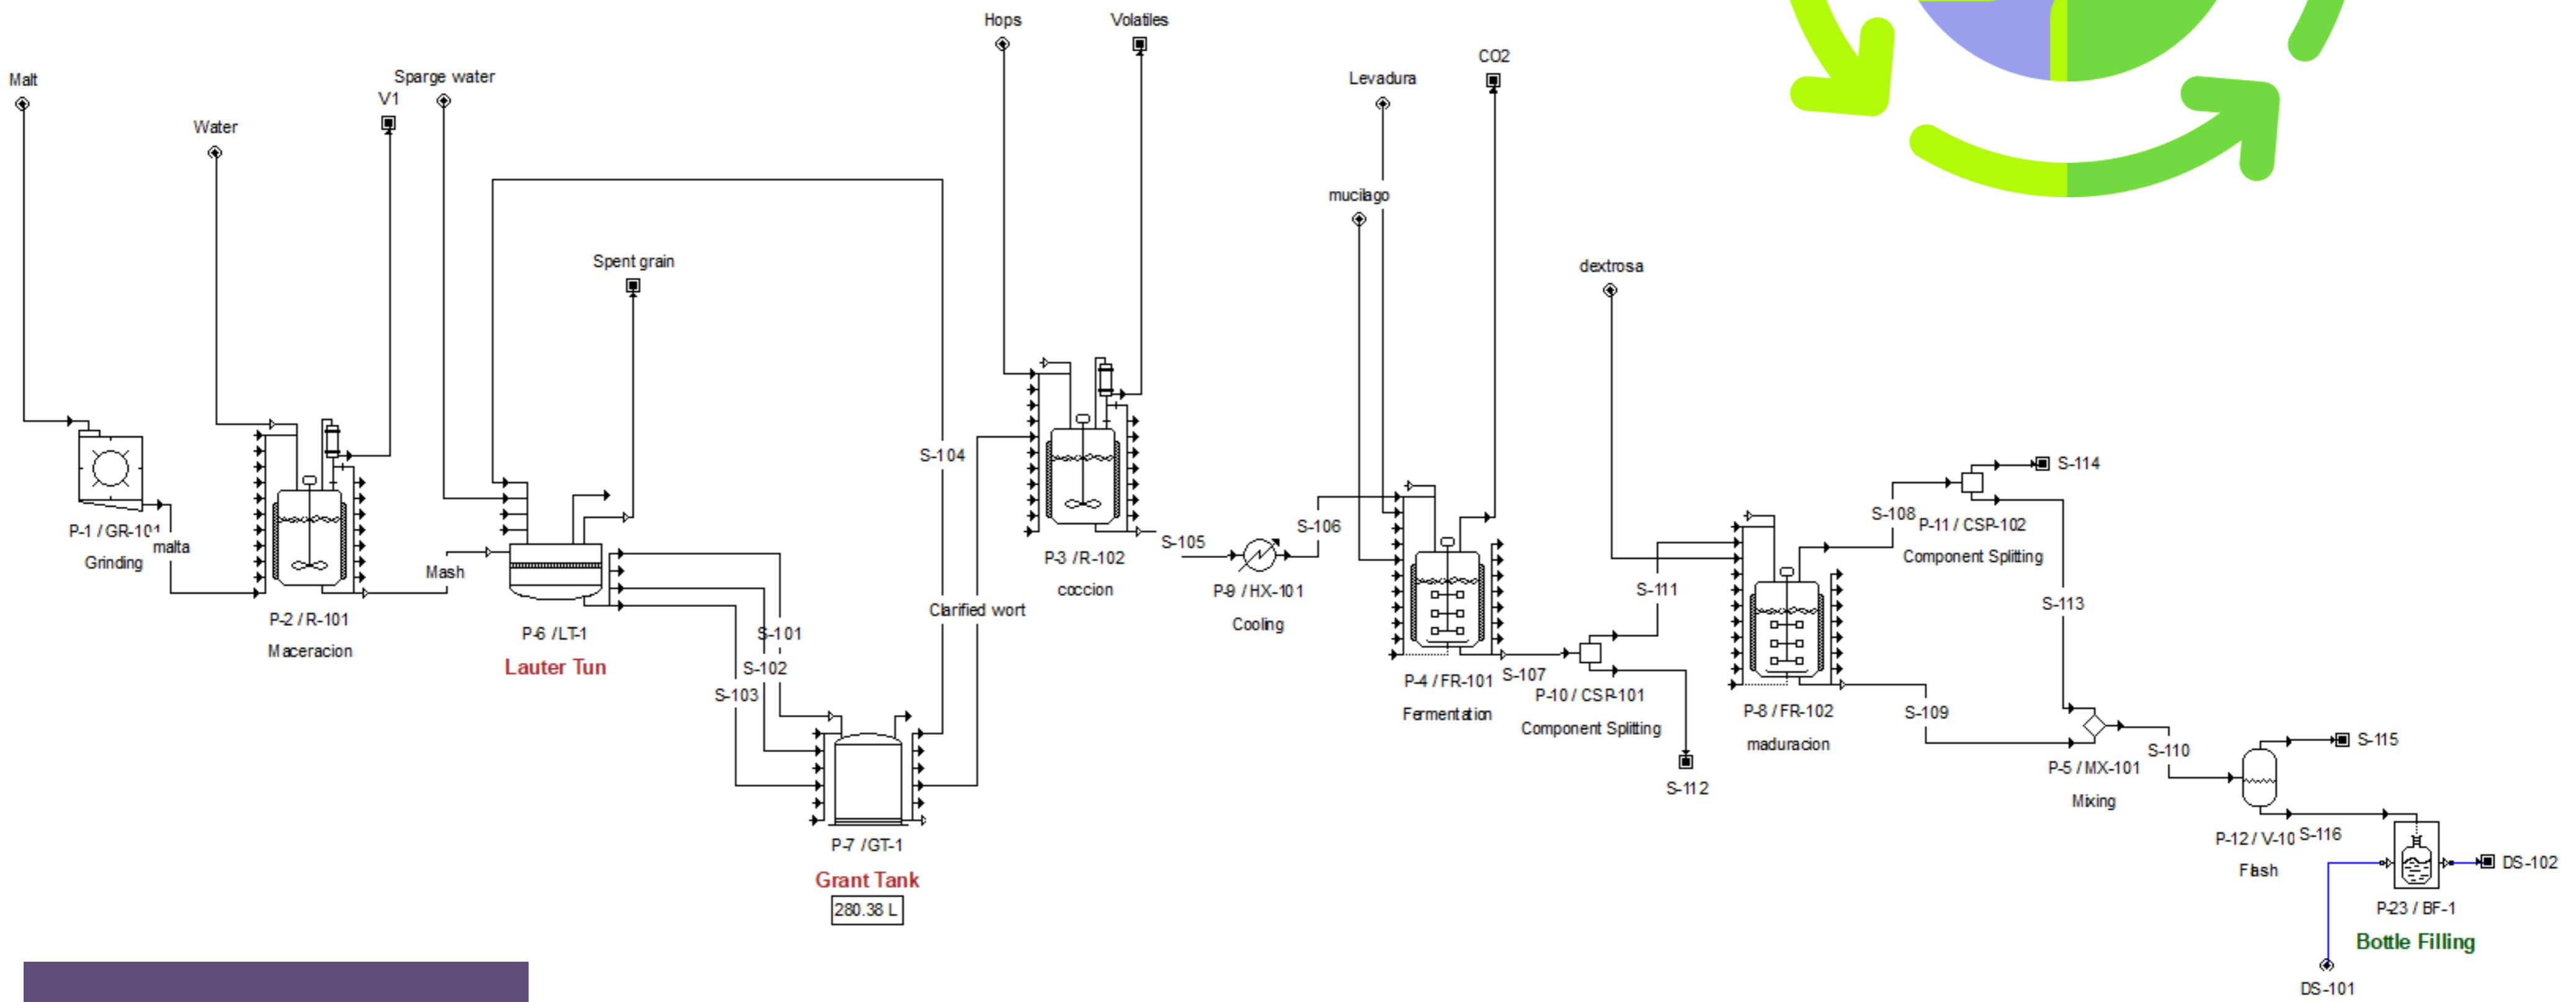 Hops
Volatiles
CO2
Malt
Sparge water
Levadura
V1
Water
mucilago
Spent grain
dextrosa
S-104
S-114
S-108
P-11 / CSP-102
Component Splitting
P-1 / GR-101
malta
Grinding
S-106
S-105
P-3 /R-102
coccion
P-9 / HX-101
Cooling
Mash
S-111
S-113
Clarified wort
P-2 / R-101
Maceracion
P-6 /LT-1
Lauter Tun
S-101
S-102
S-103
P-4 / FR-101
Fermentation
S-107
P-10 / CSP-101
Component Splitting
S-112
P-8 / FR-102
maduracion
S-109
S-110
S-115
P-5 / MX-101
Mixing
P-12 / V-10
S-116
Flash
P-7 /GT-1
Grant Tank
280.38 L
DS-102
P-23 / BF-1
Bottle Filling
DS-101